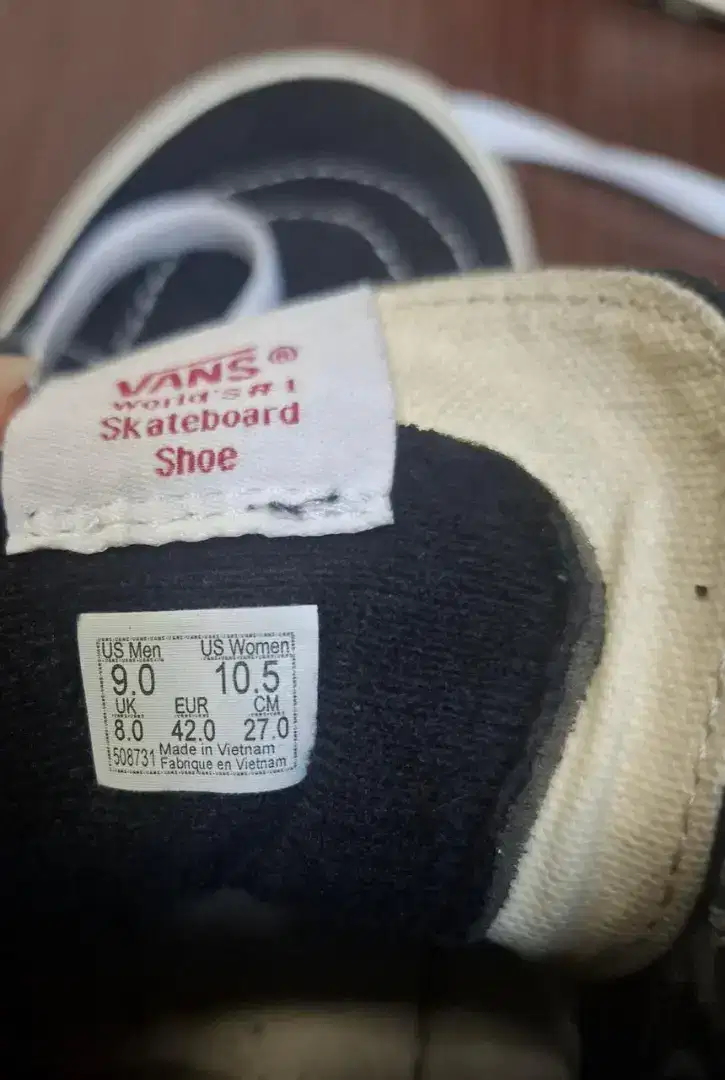 VANS®
World's #1
Skateboard
Shoe
US Men US Women
9.0 10.5
UK EUR CM
8.0 42.0 27.0
508731 Made in Vietnam
Fabrique en Vietnam